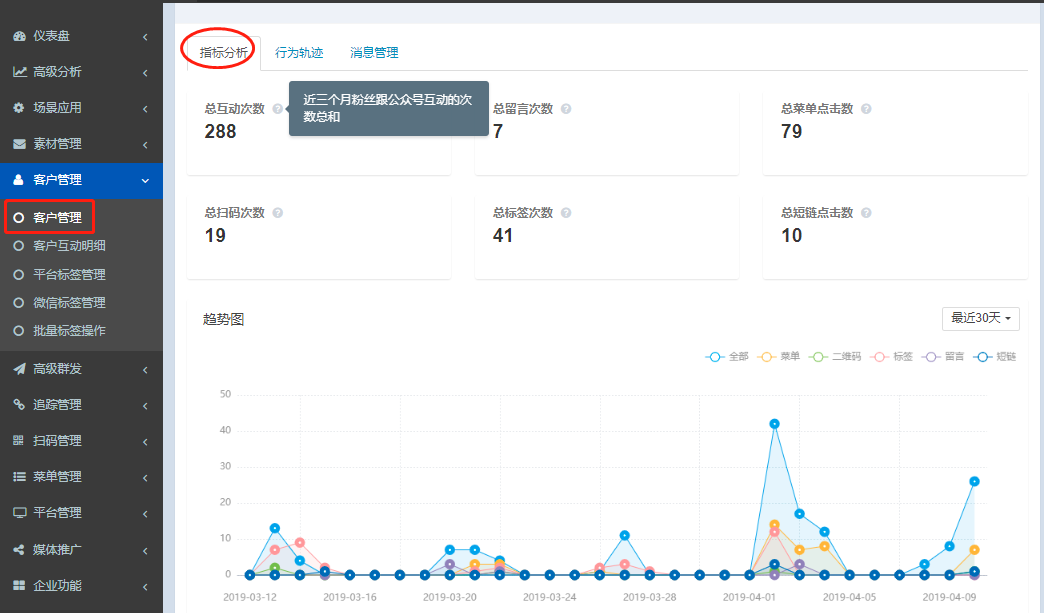 仪表盘
高级分析
场景应用
素材管理
客户管理
客户管理
客户互动明细
平台标签管理
微信标签管理
批量标签操作
高级群发
追踪管理
扫码管理
菜单管理
平台管理
媒体推广
企业功能
指标分析 行为轨迹 消息管理
总互动次数 ?
288
近三个月粉丝跟公众号互动的次
数总和
总留言次数 ?
7
总菜单点击数 ?
79
总扫码次数 ?
19
总标签次数 ?
41
总短链点击数 ?
10
趋势图
最近30天
全部 菜单 二维码 标签 留言 短链
50
40
30
20
10
0
2019-03-12 2019-03-16 2019-03-20 2019-03-24 2019-03-28 2019-04-01 2019-04-05 2019-04-09